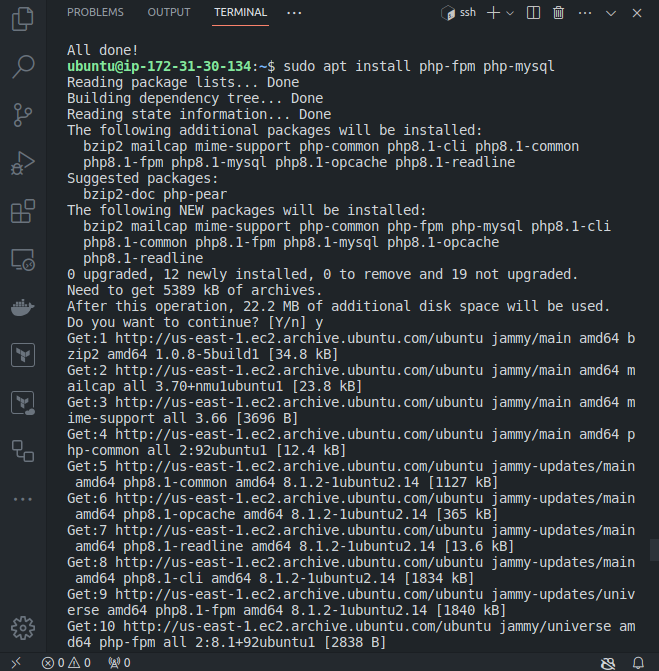 PROBLEMS OUTPUT TERMINAL ··· ssh
All done!
ubuntu@ip-172-31-30-134:~$ sudo apt install php-fpm php-mysql
Reading package lists... Done
Building dependency tree... Done
Reading state information... Done
The following additional packages will be installed:
  bzip2 mailcap mime-support php-common php8.1-cli php8.1-common
  php8.1-fpm php8.1-mysql php8.1-opcache php8.1-readline
Suggested packages:
  bzip2-doc php-pear
The following NEW packages will be installed:
  bzip2 mailcap mime-support php-common php-fpm php-mysql php8.1-cli
  php8.1-common php8.1-fpm php8.1-mysql php8.1-opcache
  php8.1-readline
0 upgraded, 12 newly installed, 0 to remove and 19 not upgraded.
Need to get 5389 kB of archives.
After this operation, 22.2 MB of additional disk space will be used.
Do you want to continue? [Y/n] y
Get:1 http://us-east-1.ec2.archive.ubuntu.com/ubuntu jammy/main amd64 b
zip2 amd64 1.0.8-5build1 [34.8 kB]
Get:2 http://us-east-1.ec2.archive.ubuntu.com/ubuntu jammy/main amd64 m
ailcap all 3.70+nmu1ubuntu1 [23.8 kB]
Get:3 http://us-east-1.ec2.archive.ubuntu.com/ubuntu jammy/main amd64 m
ime-support all 3.66 [3696 B]
Get:4 http://us-east-1.ec2.archive.ubuntu.com/ubuntu jammy/main amd64 p
hp-common all 2:92ubuntu1 [12.4 kB]
Get:5 http://us-east-1.ec2.archive.ubuntu.com/ubuntu jammy-updates/main
 amd64 php8.1-common amd64 8.1.2-1ubuntu2.14 [1127 kB]
Get:6 http://us-east-1.ec2.archive.ubuntu.com/ubuntu jammy-updates/main
 amd64 php8.1-opcache amd64 8.1.2-1ubuntu2.14 [365 kB]
Get:7 http://us-east-1.ec2.archive.ubuntu.com/ubuntu jammy-updates/main
 amd64 php8.1-readline amd64 8.1.2-1ubuntu2.14 [13.6 kB]
Get:8 http://us-east-1.ec2.archive.ubuntu.com/ubuntu jammy-updates/main
 amd64 php8.1-cli amd64 8.1.2-1ubuntu2.14 [1834 kB]
Get:9 http://us-east-1.ec2.archive.ubuntu.com/ubuntu jammy-updates/univ
erse amd64 php8.1-fpm amd64 8.1.2-1ubuntu2.14 [1840 kB]
Get:10 http://us-east-1.ec2.archive.ubuntu.com/ubuntu jammy/universe am
d64 php-fpm all 2:8.1+92ubuntu1 [2838 B]
0 0 0